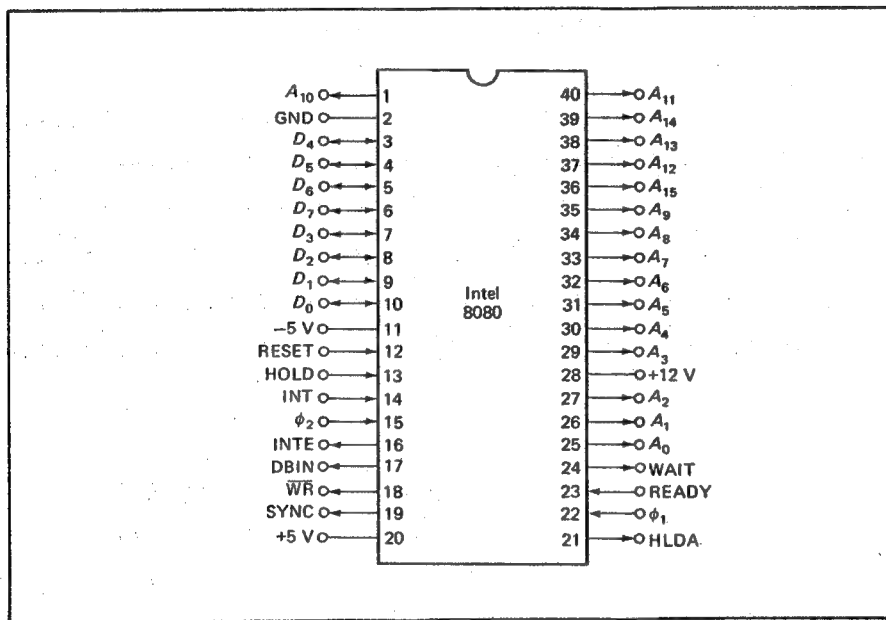 A10 1 40 A11
GND 2 39 A14
D4 3 38 A13
D5 4 37 A12
D6 5 36 A15
D7 6 35 A9
D3 7 34 A8
D2 8 33 A7
D1 9 32 A6
D0 10 31 A5
Intel
8080
−5 V 11 30 A4
RESET 12 29 A3
HOLD 13 28 +12 V
INT 14 27 A2
ϕ2 15 26 A1
INTE 16 25 A0
DBIN 17 24 WAIT
W̅R̅ 18 23 READY
SYNC 19 22 ϕ1
+5 V 20 21 HLDA